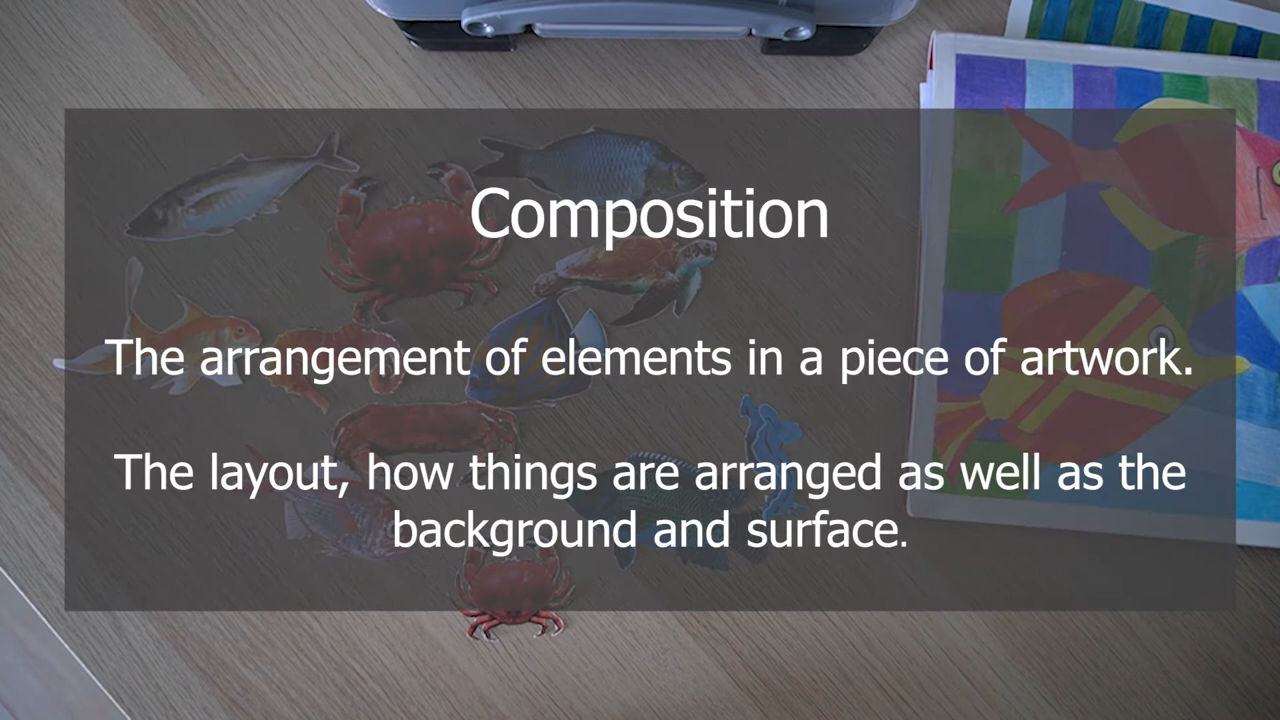 Composition
The arrangement of elements in a piece of artwork.
The layout, how things are arranged as well as the
background and surface.